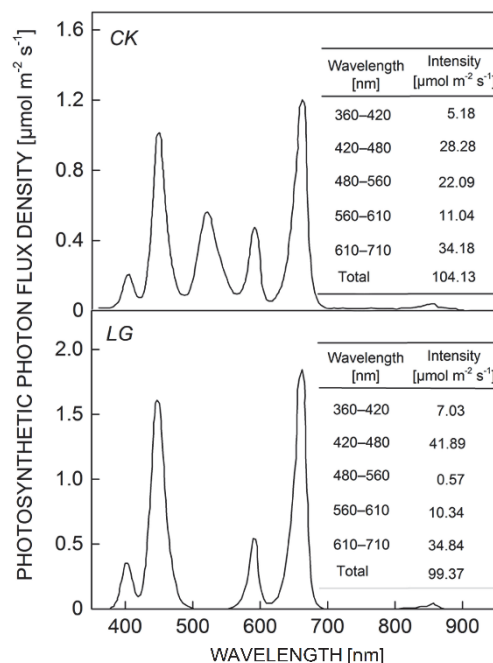 PHOTOSYNTHETIC PHOTON FLUX DENSITY [µmol m⁻² s⁻¹]
CK
1.6
1.2
0.8
0.4
0
Wavelength [nm] Intensity [µmol m⁻² s⁻¹]
360–420 5.18
420–480 28.28
480–560 22.09
560–610 11.04
610–710 34.18
Total 104.13
LG
2.0
1.5
1.0
0.5
0
Wavelength [nm] Intensity [µmol m⁻² s⁻¹]
360–420 7.03
420–480 41.89
480–560 0.57
560–610 10.34
610–710 34.84
Total 99.37
400 500 600 700 800 900
WAVELENGTH [nm]